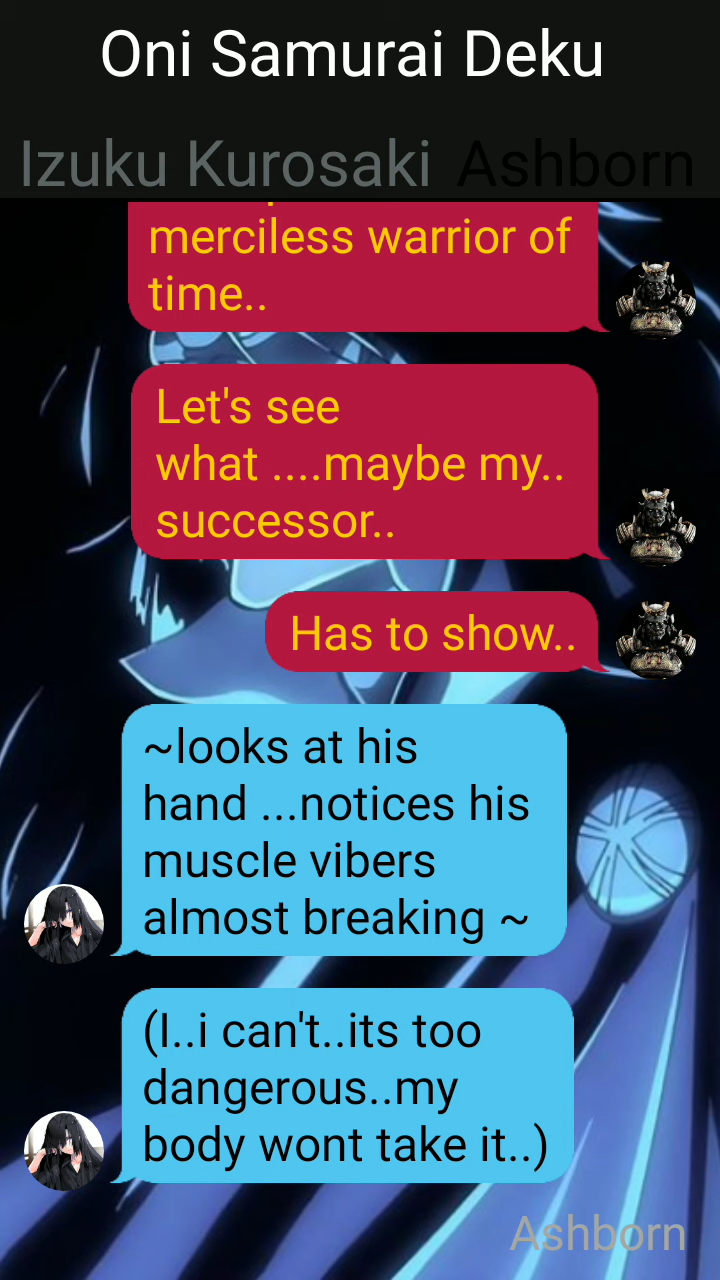 Oni Samurai Deku
Izuku Kurosaki Ashborn
merciless warrior of
time..
Let's see
what ....maybe my..
successor..
Has to show..
~looks at his
hand ...notices his
muscle vibers
almost breaking ~
(I..i can't..its too
dangerous..my
body wont take it..)
Ashborn